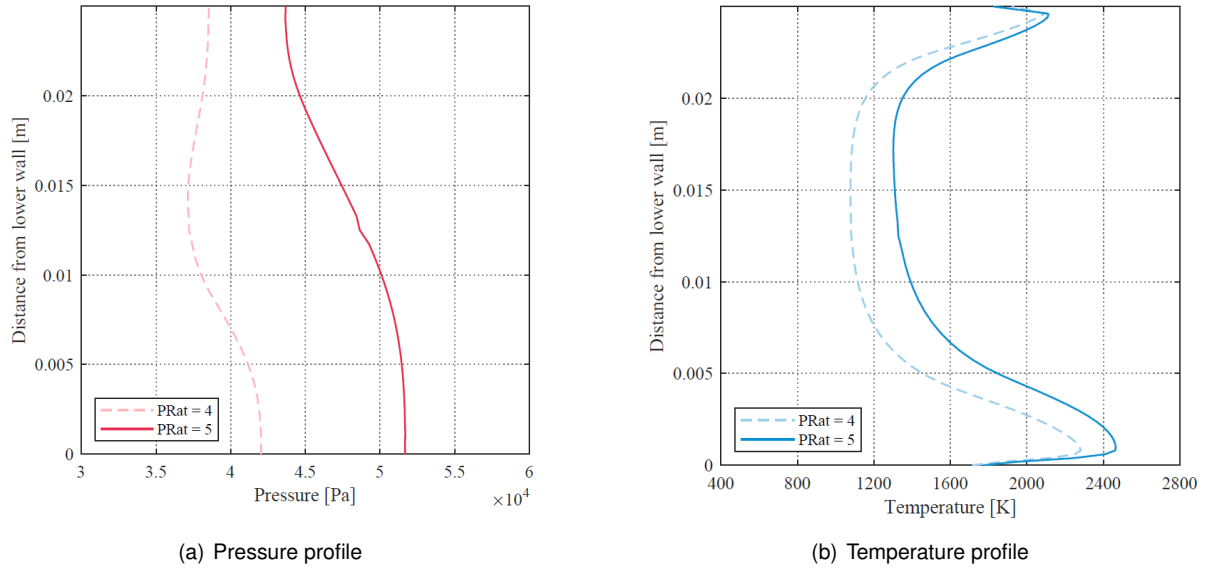 Distance from lower wall [m]
0.02
0.015
0.01
0.005
0
PRat = 4
PRat = 5
3
3.5
4
4.5
5
5.5
6
Pressure [Pa]
×10⁴
(a) Pressure profile
Distance from lower wall [m]
0.02
0.015
0.01
0.005
0
PRat = 4
PRat = 5
400
800
1200
1600
2000
2400
2800
Temperature [K]
(b) Temperature profile